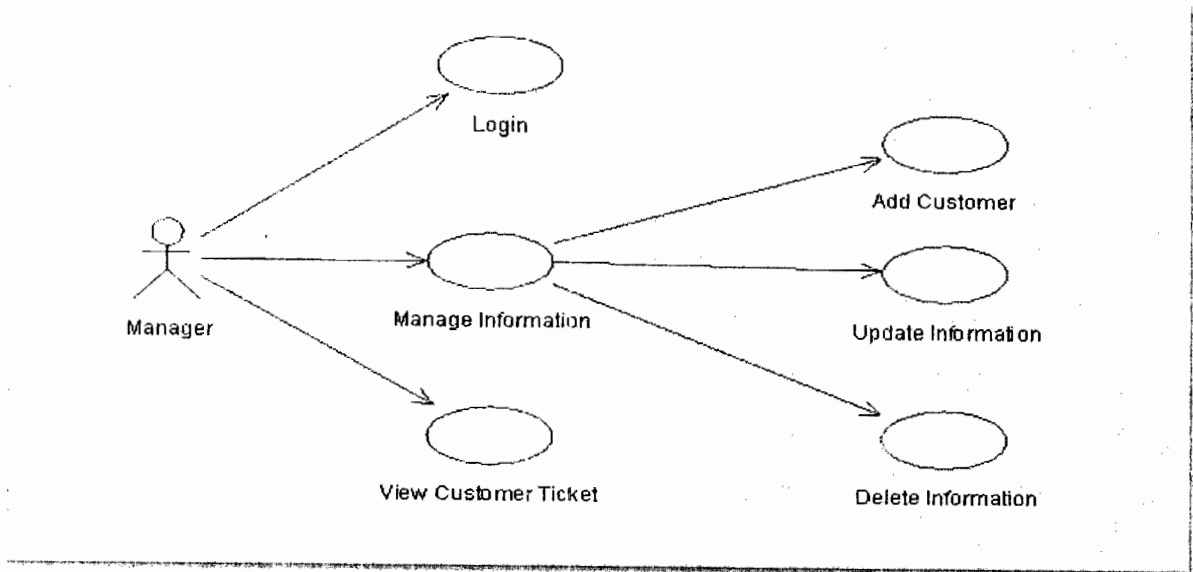 Login
Add Customer
Manager
Manage Information
Update Information
View Customer Ticket
Delete Information